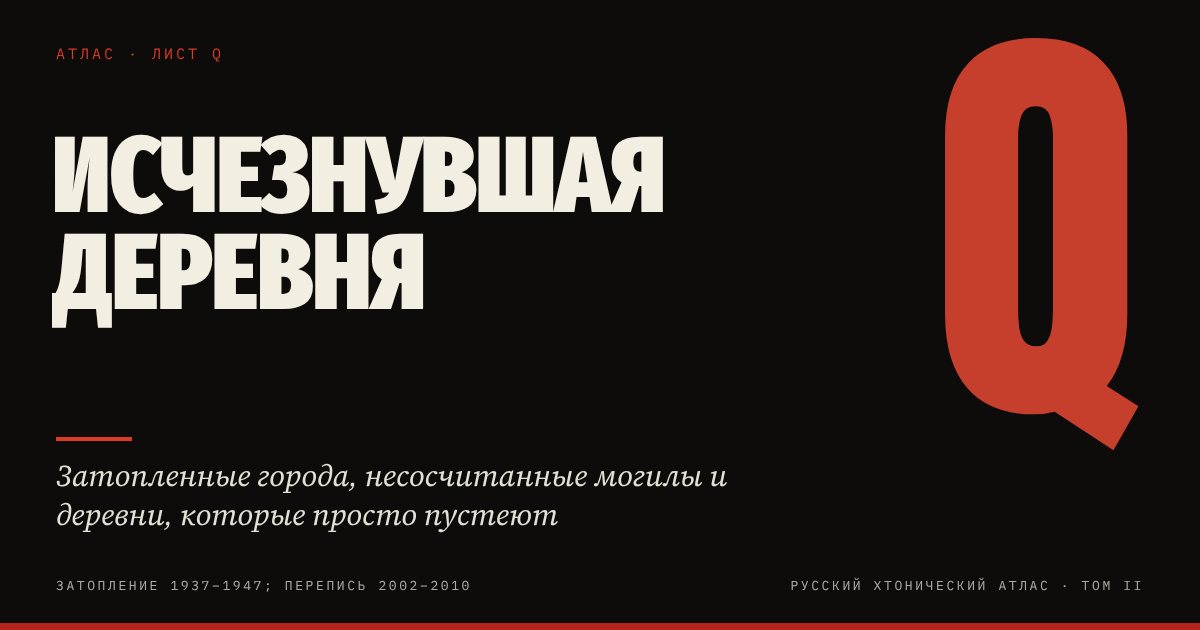 АТЛАС · ЛИСТ Q
Q
ИСЧЕЗНУВШАЯ
ДЕРЕВНЯ
Затопленные города, несосчитанные могилы и
деревни, которые просто пустеют
ЗАТОПЛЕНИЕ 1937–1947; ПЕРЕПИСЬ 2002–2010
РУССКИЙ ХТОНИЧЕСКИЙ АТЛАС · ТОМ II